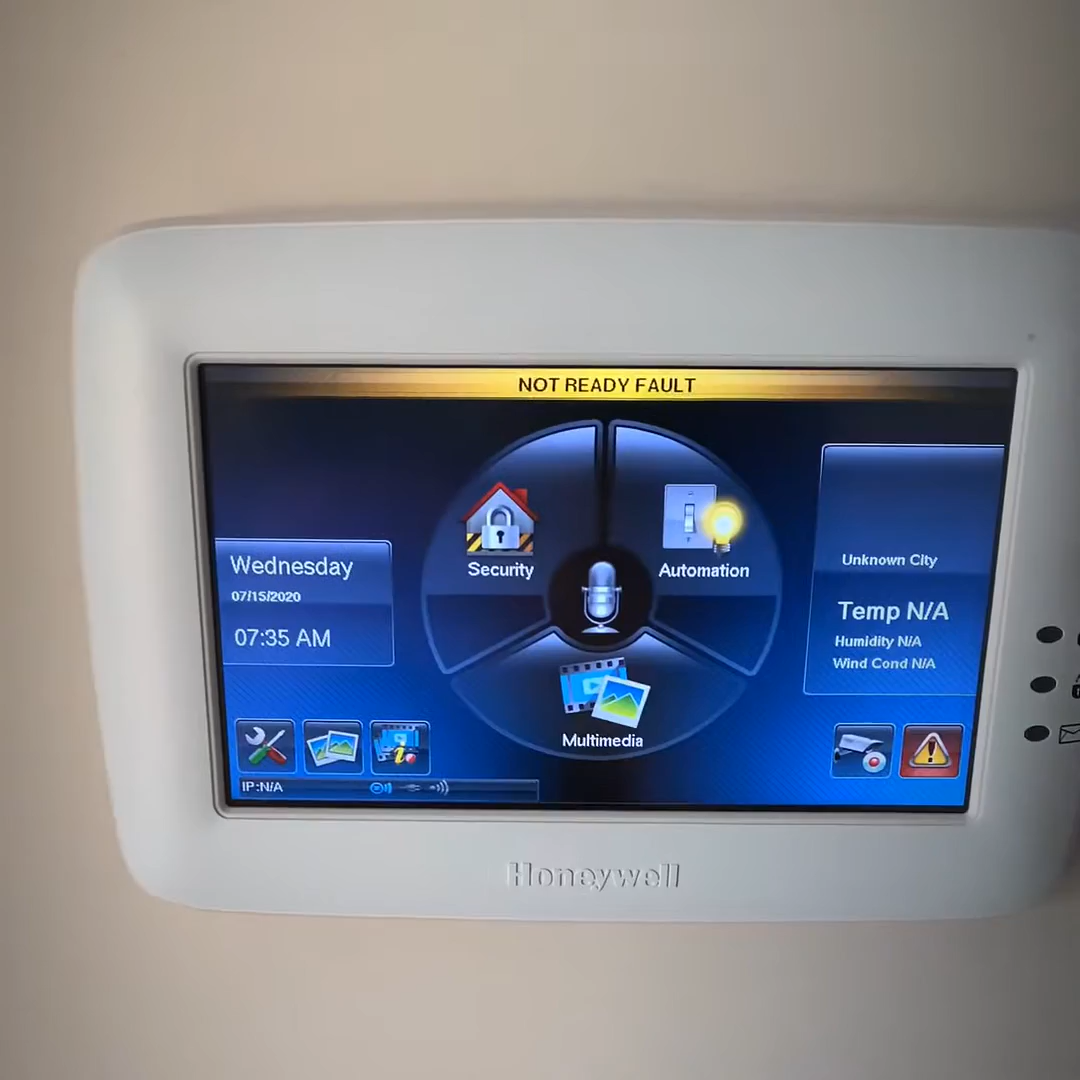 NOT READY FAULT
Security
Automation
Multimedia
Wednesday
07/15/2020
07:35 AM
Unknown City
Temp N/A
Humidity N/A
Wind Cond N/A
IP:N/A
Honeywell